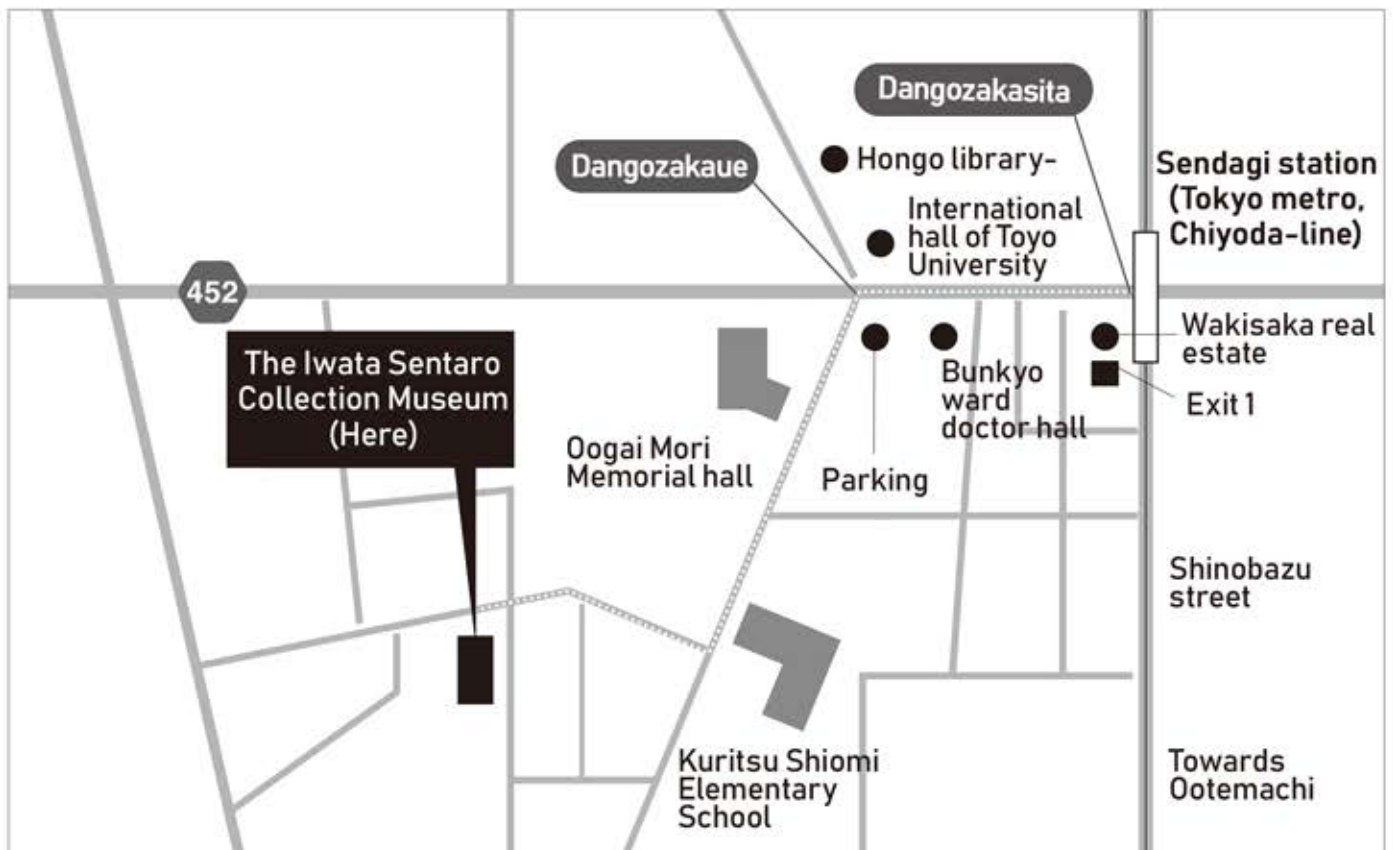 Dangozakasita
Dangozakaue
Hongo library-
Sendagi station
(Tokyo metro,
Chiyoda-line)
International
hall of Toyo
University
452
The Iwata Sentaro
Collection Museum
(Here)
Wakisaka real
estate
Exit 1
Bunkyo
ward
doctor hall
Oogai Mori
Memorial hall
Parking
Shinobazu
street
Kuritsu Shiomi
Elementary
School
Towards
Ootemachi